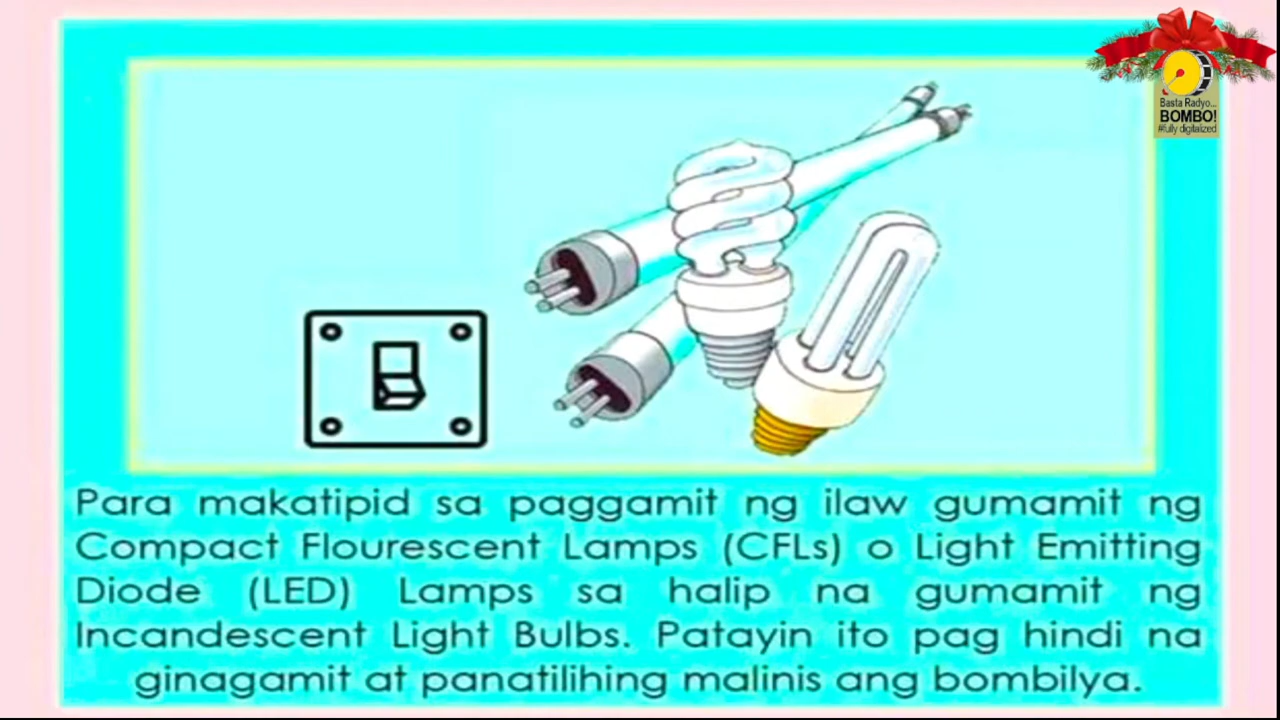 Basta Radyo...
BOMBO!
#fully digitalized
Para makatipid sa paggamit ng ilaw gumamit ng
Compact Flourescent Lamps (CFLs) o Light Emitting
Diode (LED) Lamps sa halip na gumamit ng
Incandescent Light Bulbs. Patayin ito pag hindi na
ginagamit at panatilihing malinis ang bombilya.